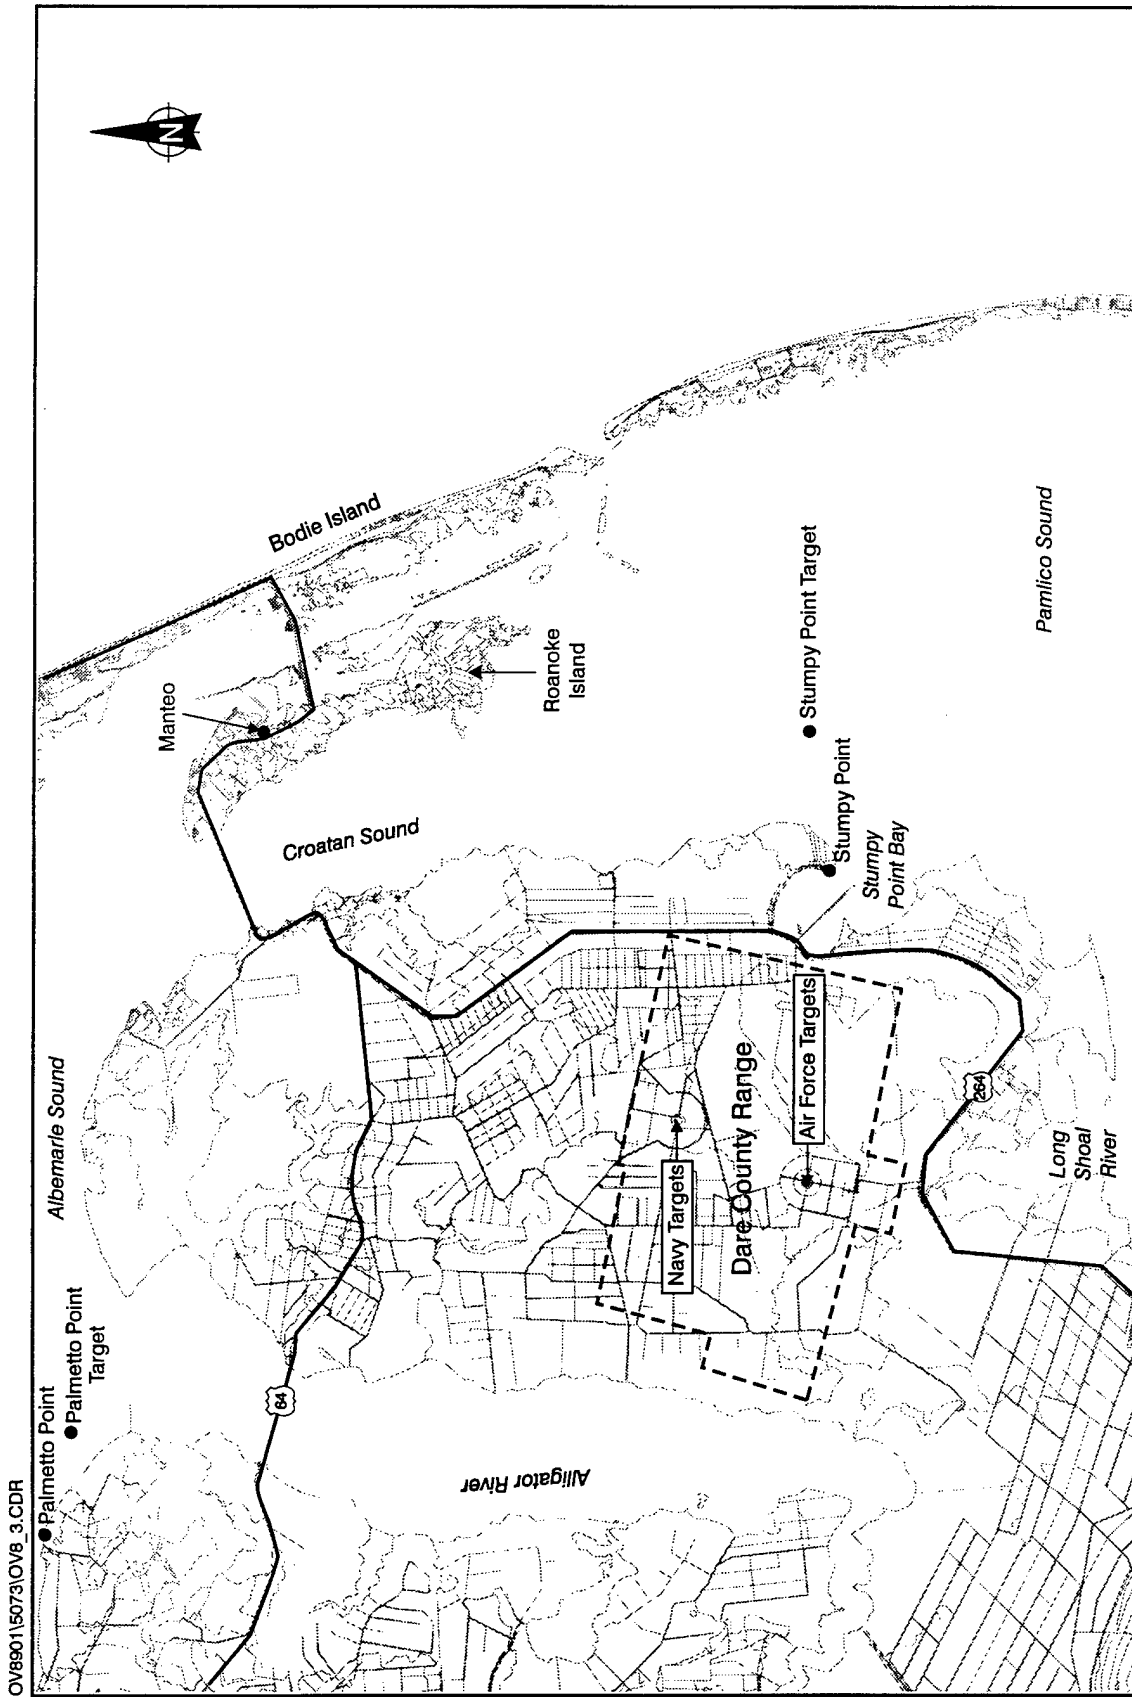 OV8901\5073\OV8_3.CDR
Palmetto Point
Palmetto Point
Target
Albemarle Sound
64
Alligator River
Manteo
Bodie Island
Croatan Sound
Roanoke
Island
N
Navy Targets
Dare County Range
Air Force Targets
Stumpy Point Target
Stumpy Point
Stumpy
Point Bay
Pamlico Sound
264
Long
Shoal
River